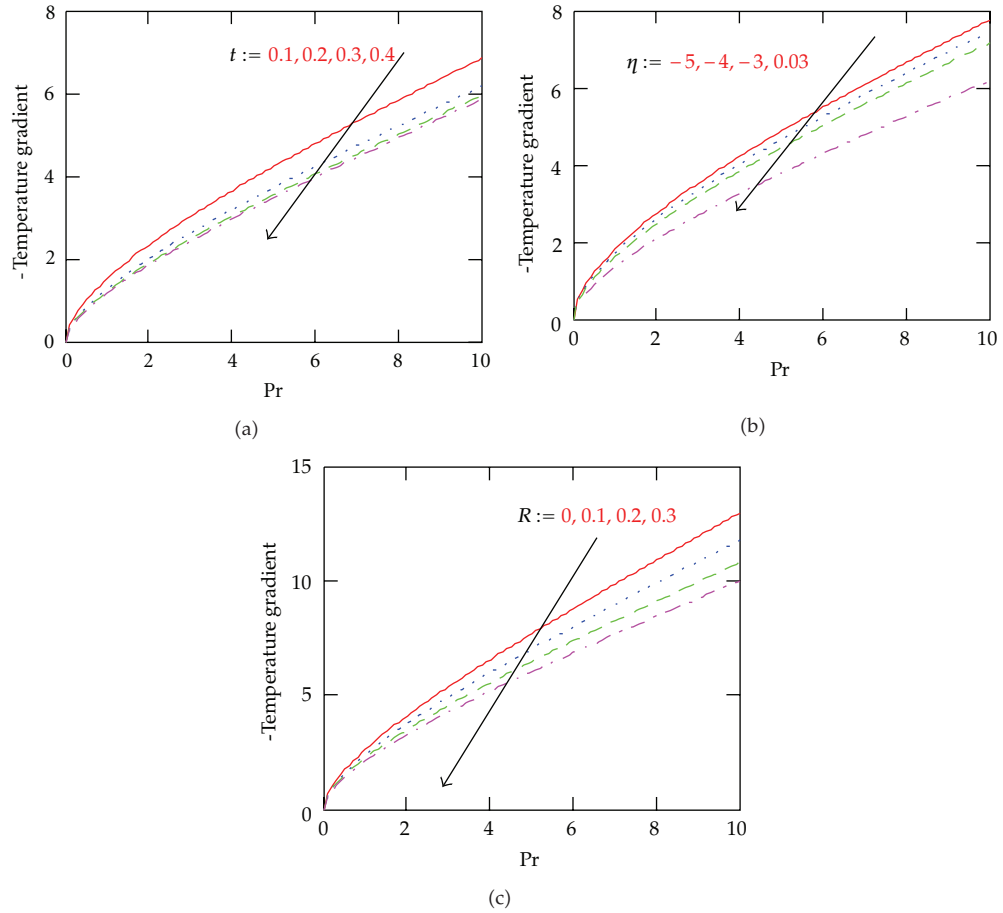 8
6
4
2
0
-Temperature gradient
t := 0.1, 0.2, 0.3, 0.4
0 2 4 6 8 10
Pr
(a)
8
6
4
2
0
-Temperature gradient
η := −5, −4, −3, 0.03
0 2 4 6 8 10
Pr
(b)
15
10
5
0
-Temperature gradient
R := 0, 0.1, 0.2, 0.3
0 2 4 6 8 10
Pr
(c)